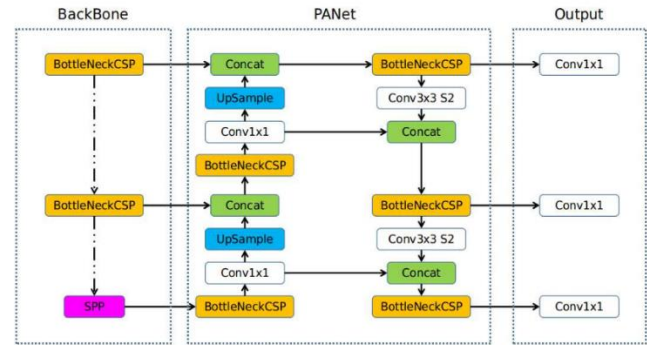 BackBone
PANet
Output
BottleNeckCSP
Concat
BottleNeckCSP
Conv1x1
UpSample
Conv3x3 S2
Conv1x1
Concat
BottleNeckCSP
BottleNeckCSP
Concat
BottleNeckCSP
Conv1x1
UpSample
Conv3x3 S2
Conv1x1
Concat
SPP
BottleNeckCSP
BottleNeckCSP
Conv1x1